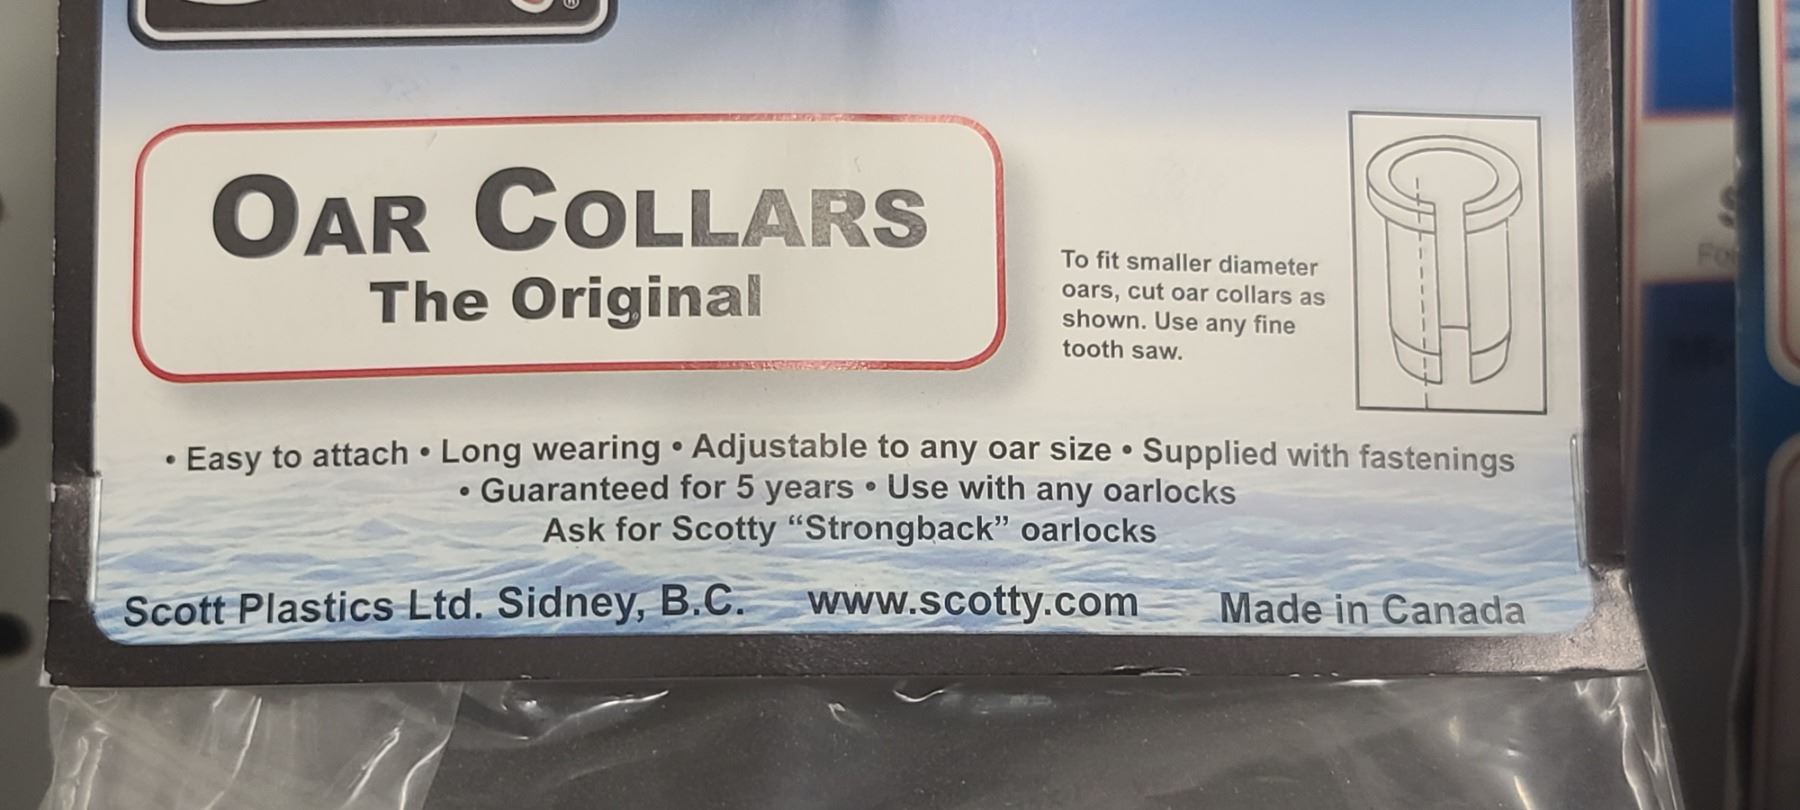 ®
OAR COLLARS
The Original
To fit smaller diameter
oars, cut oar collars as
shown. Use any fine
tooth saw.
• Easy to attach • Long wearing • Adjustable to any oar size • Supplied with fastenings
• Guaranteed for 5 years • Use with any oarlocks
Ask for Scotty “Strongback” oarlocks
Scott Plastics Ltd. Sidney, B.C. www.scotty.com Made in Canada